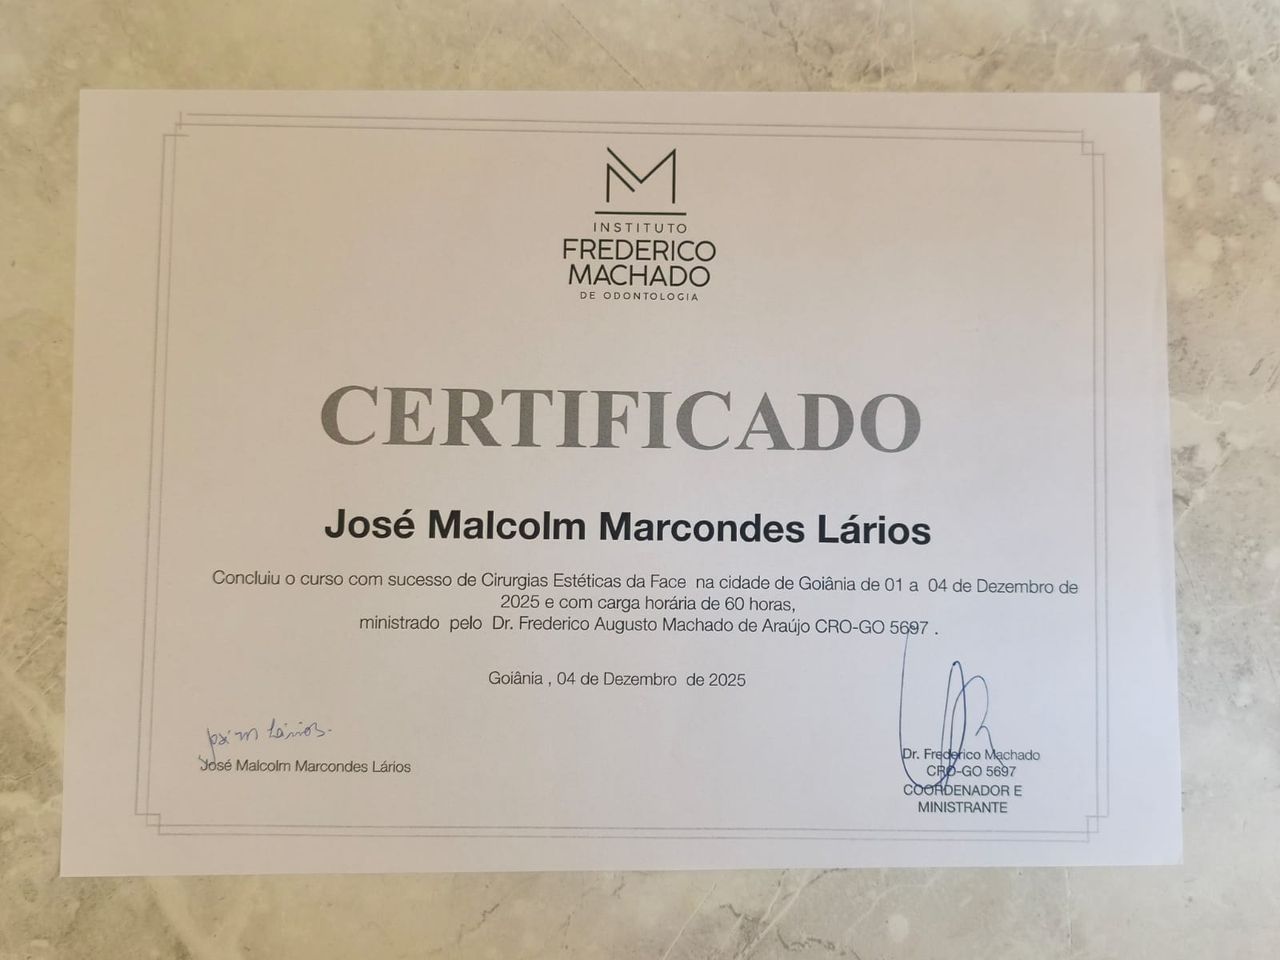 INSTITUTO
FREDERICO
MACHADO
DE ODONTOLOGIA
CERTIFICADO
José Malcolm Marcondes Lários
Concluiu o curso com sucesso de Cirurgias Estéticas da Face na cidade de Goiânia de 01 a 04 de Dezembro de
2025 e com carga horária de 60 horas,
ministrado pelo Dr. Frederico Augusto Machado de Araújo CRO-GO 5697 .
Goiânia , 04 de Dezembro de 2025
José M Lários.
José Malcolm Marcondes Lários
Dr. Frederico Machado
CRO-GO 5697
COORDENADOR E
MINISTRANTE